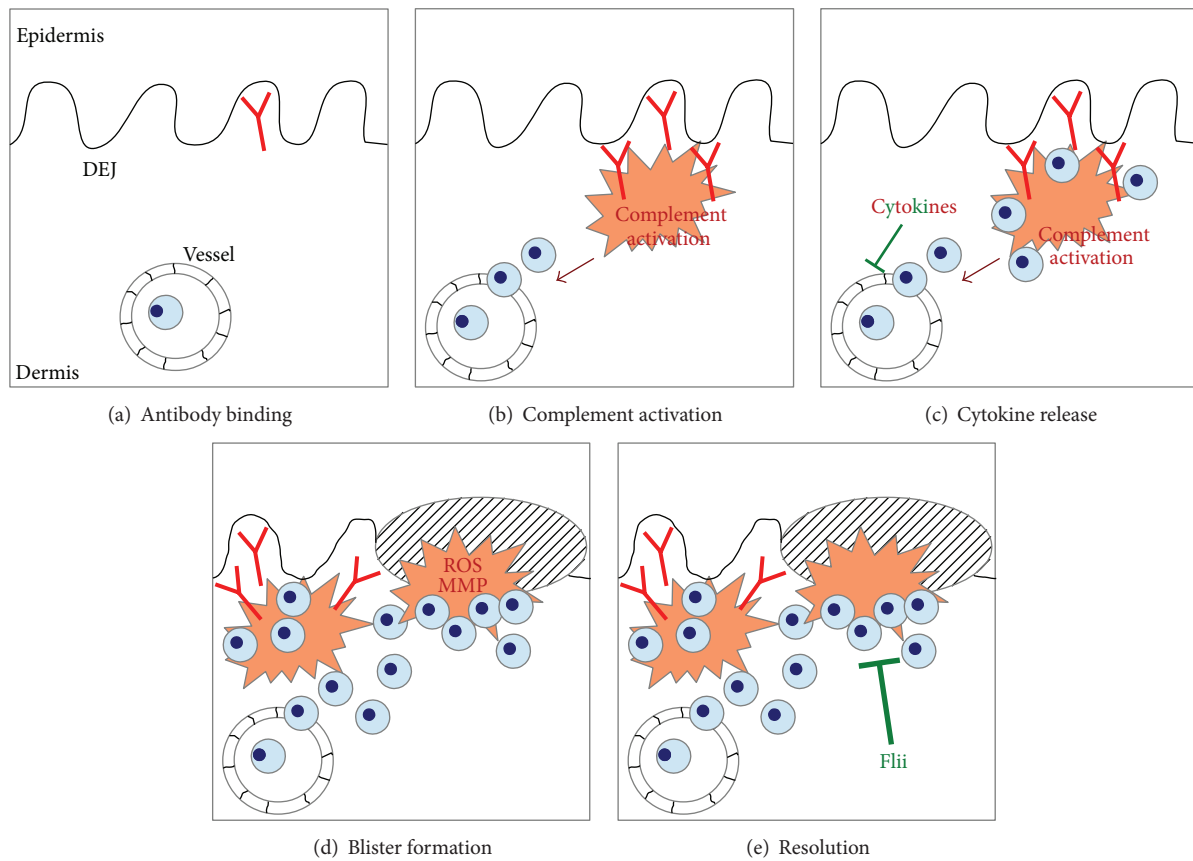 Epidermis
DEJ
Vessel
Dermis
(a) Antibody binding
Complement
activation
(b) Complement activation
Cytokines
Complement
activation
(c) Cytokine release
ROS
MMP
(d) Blister formation
Flii
(e) Resolution